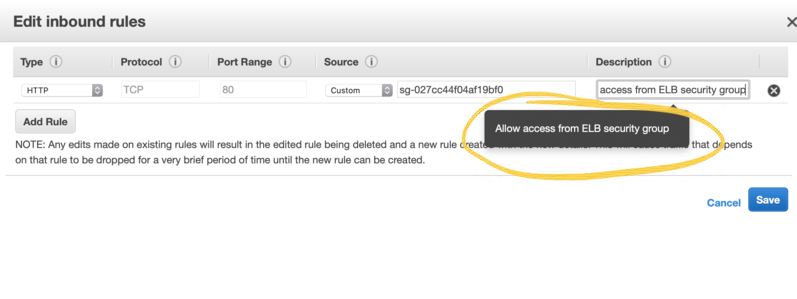 Edit inbound rules
Type Protocol Port Range Source Description
HTTP TCP 80 Custom sg-027cc44f04af19bf0 access from ELB security group
Add Rule
Allow access from ELB security group
NOTE: Any edits made on existing rules will result in the edited rule being deleted and a new rule created that depends
on that rule to be dropped for a very brief period of time until the new rule can be created.
Cancel Save